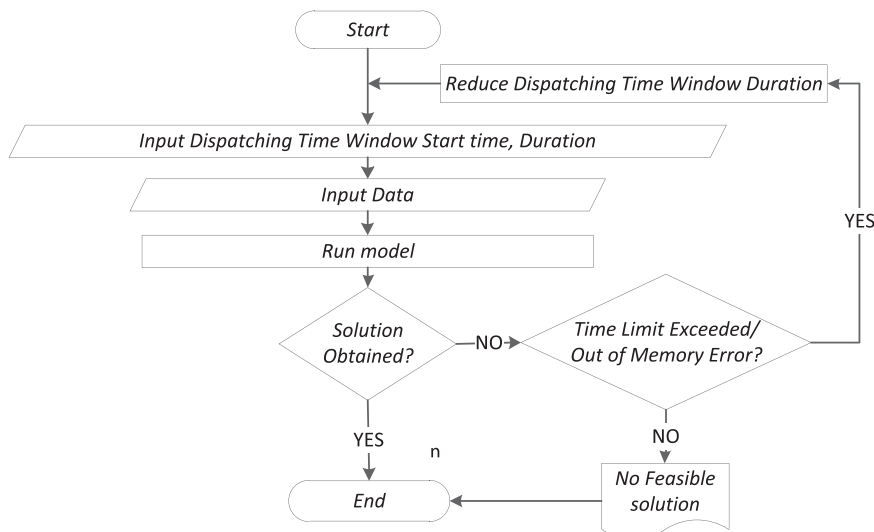 Start
Reduce Dispatching Time Window Duration
Input Dispatching Time Window Start time, Duration
Input Data
Run model
YES
Solution
Obtained?
NO
Time Limit Exceeded/
Out of Memory Error?
YES
n
NO
No Feasible
solution
End